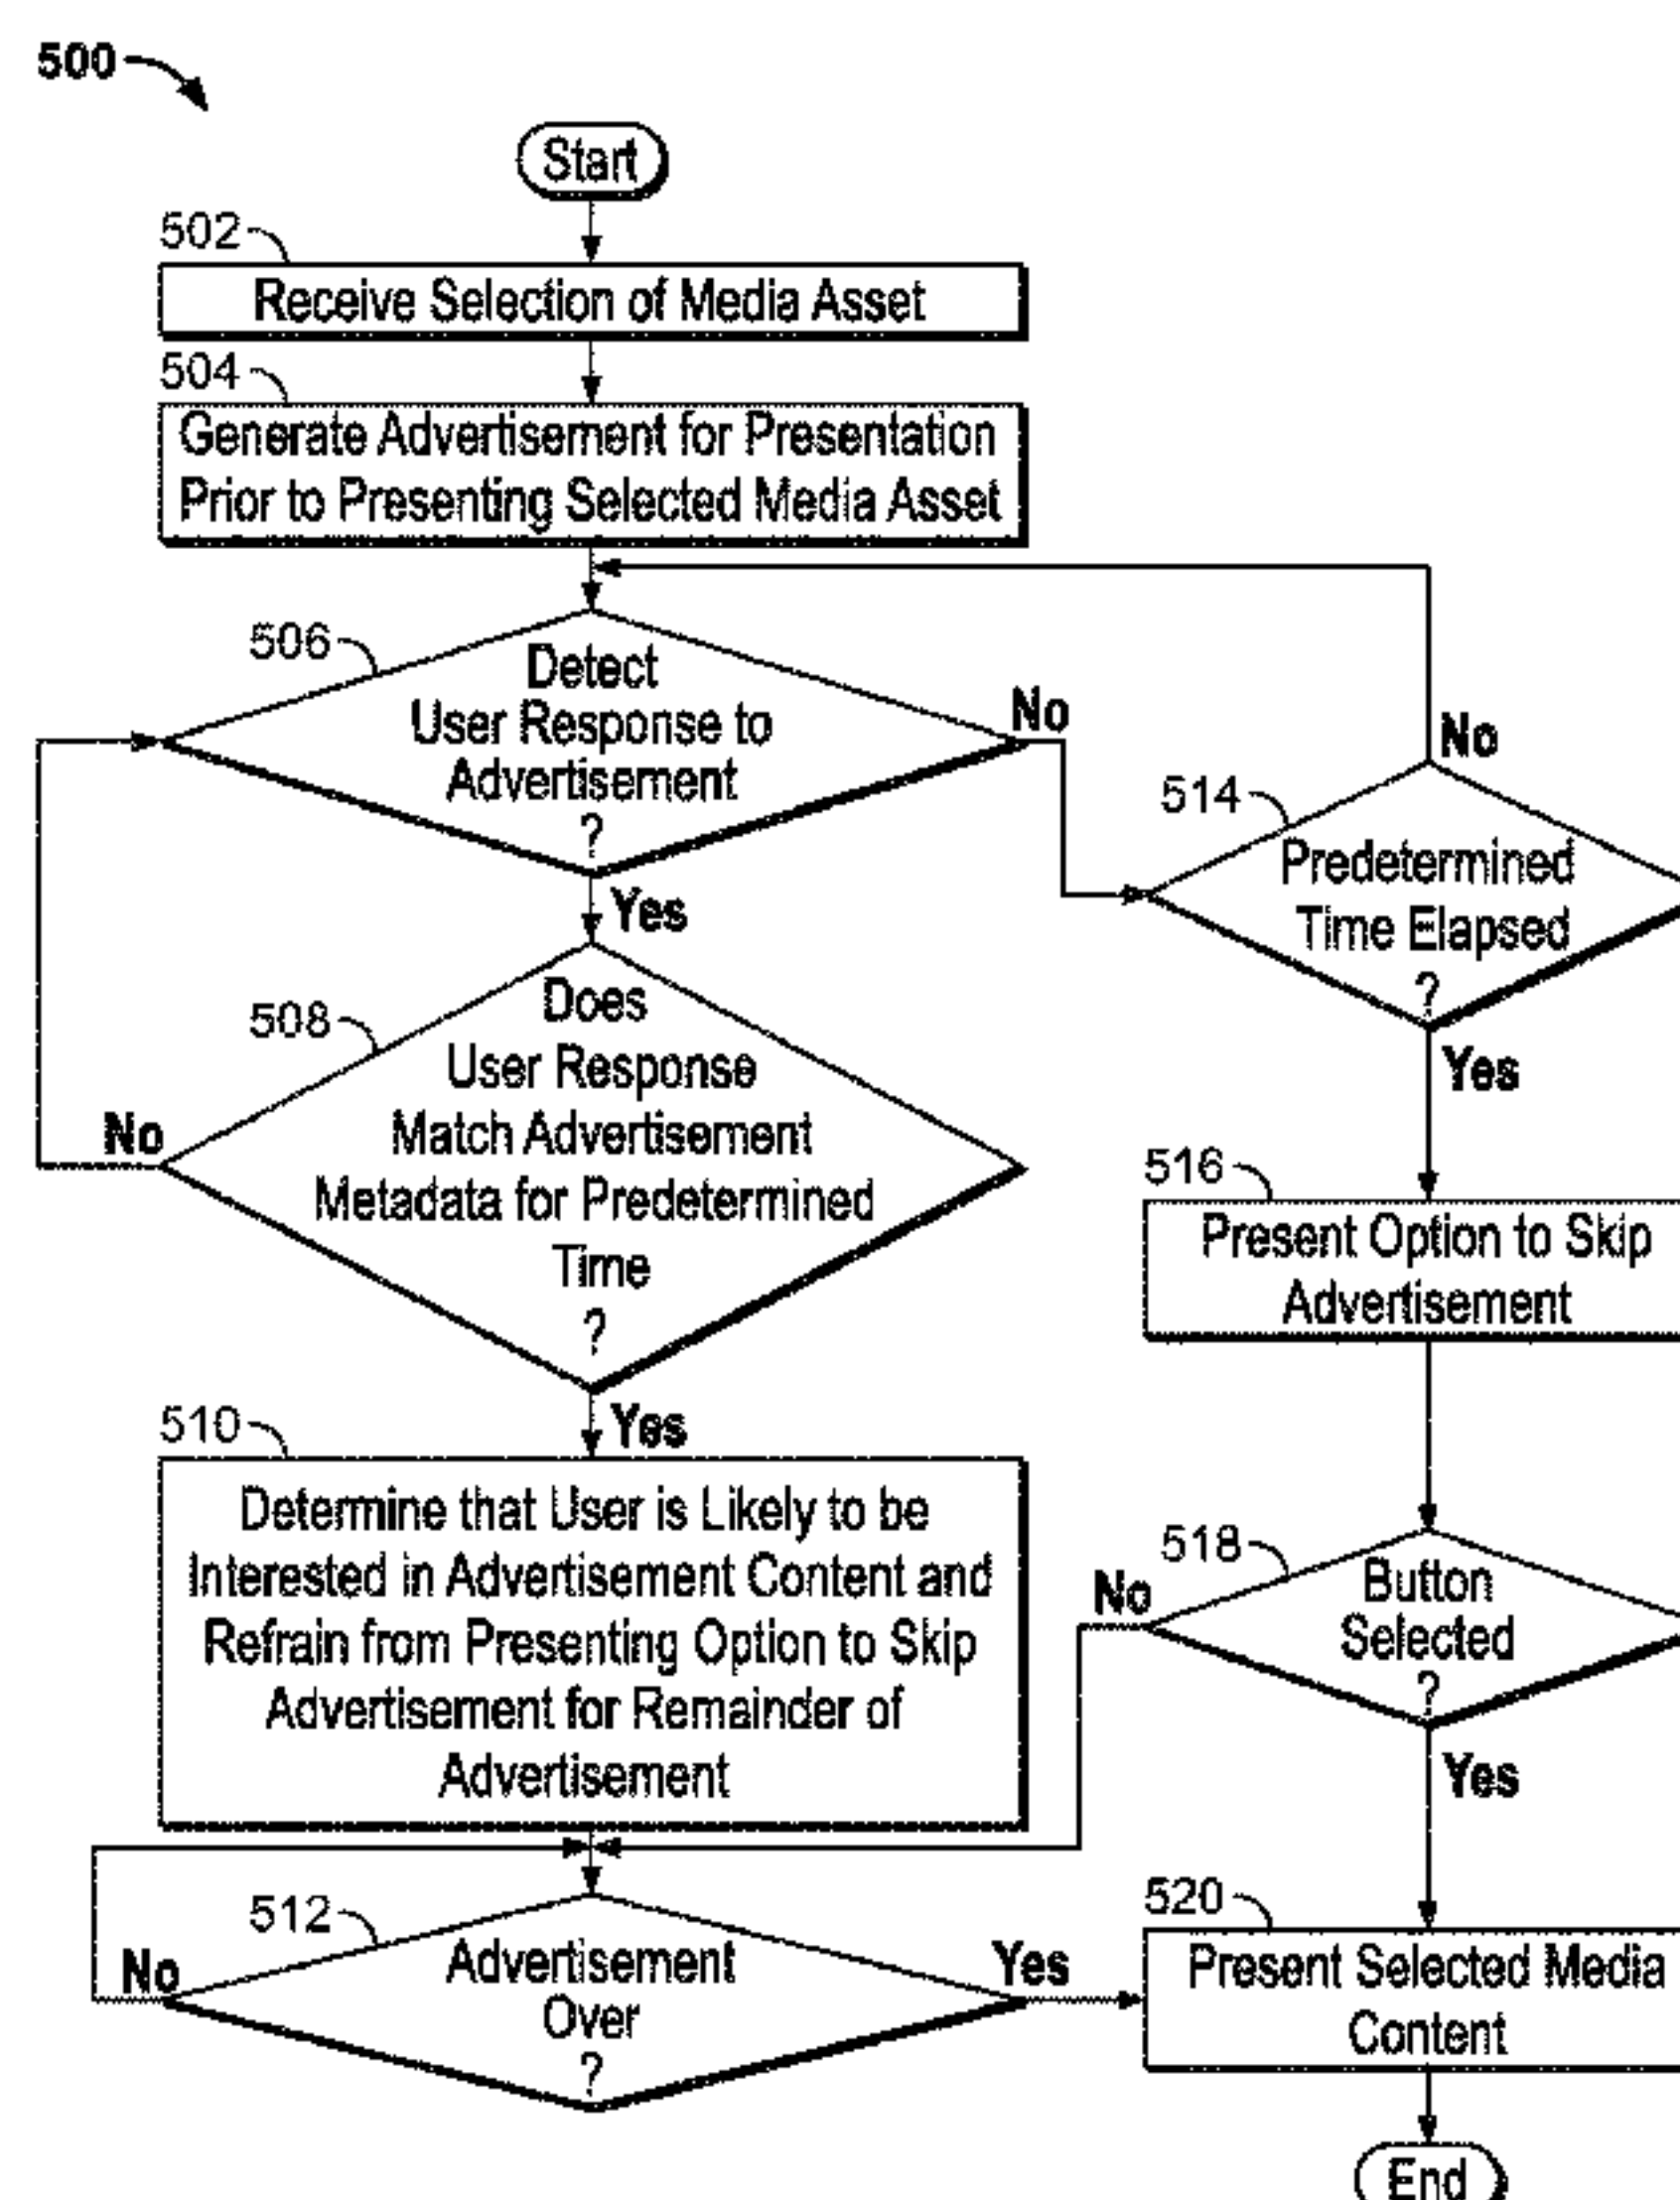 500
Start
502
Receive Selection of Media Asset
504
Generate Advertisement for Presentation
Prior to Presenting Selected Media Asset
506
Detect
User Response to
Advertisement
?
No
Yes
508
Does
User Response
Match Advertisement
Metadata for Predetermined
Time
?
No
Yes
510
Determine that User is Likely to be
Interested in Advertisement Content and
Refrain from Presenting Option to Skip
Advertisement for Remainder of
Advertisement
512
Advertisement
Over
?
No
Yes
514
Predetermined
Time Elapsed
?
No
Yes
516
Present Option to Skip
Advertisement
518
Button
Selected
?
No
Yes
520
Present Selected Media
Content
End